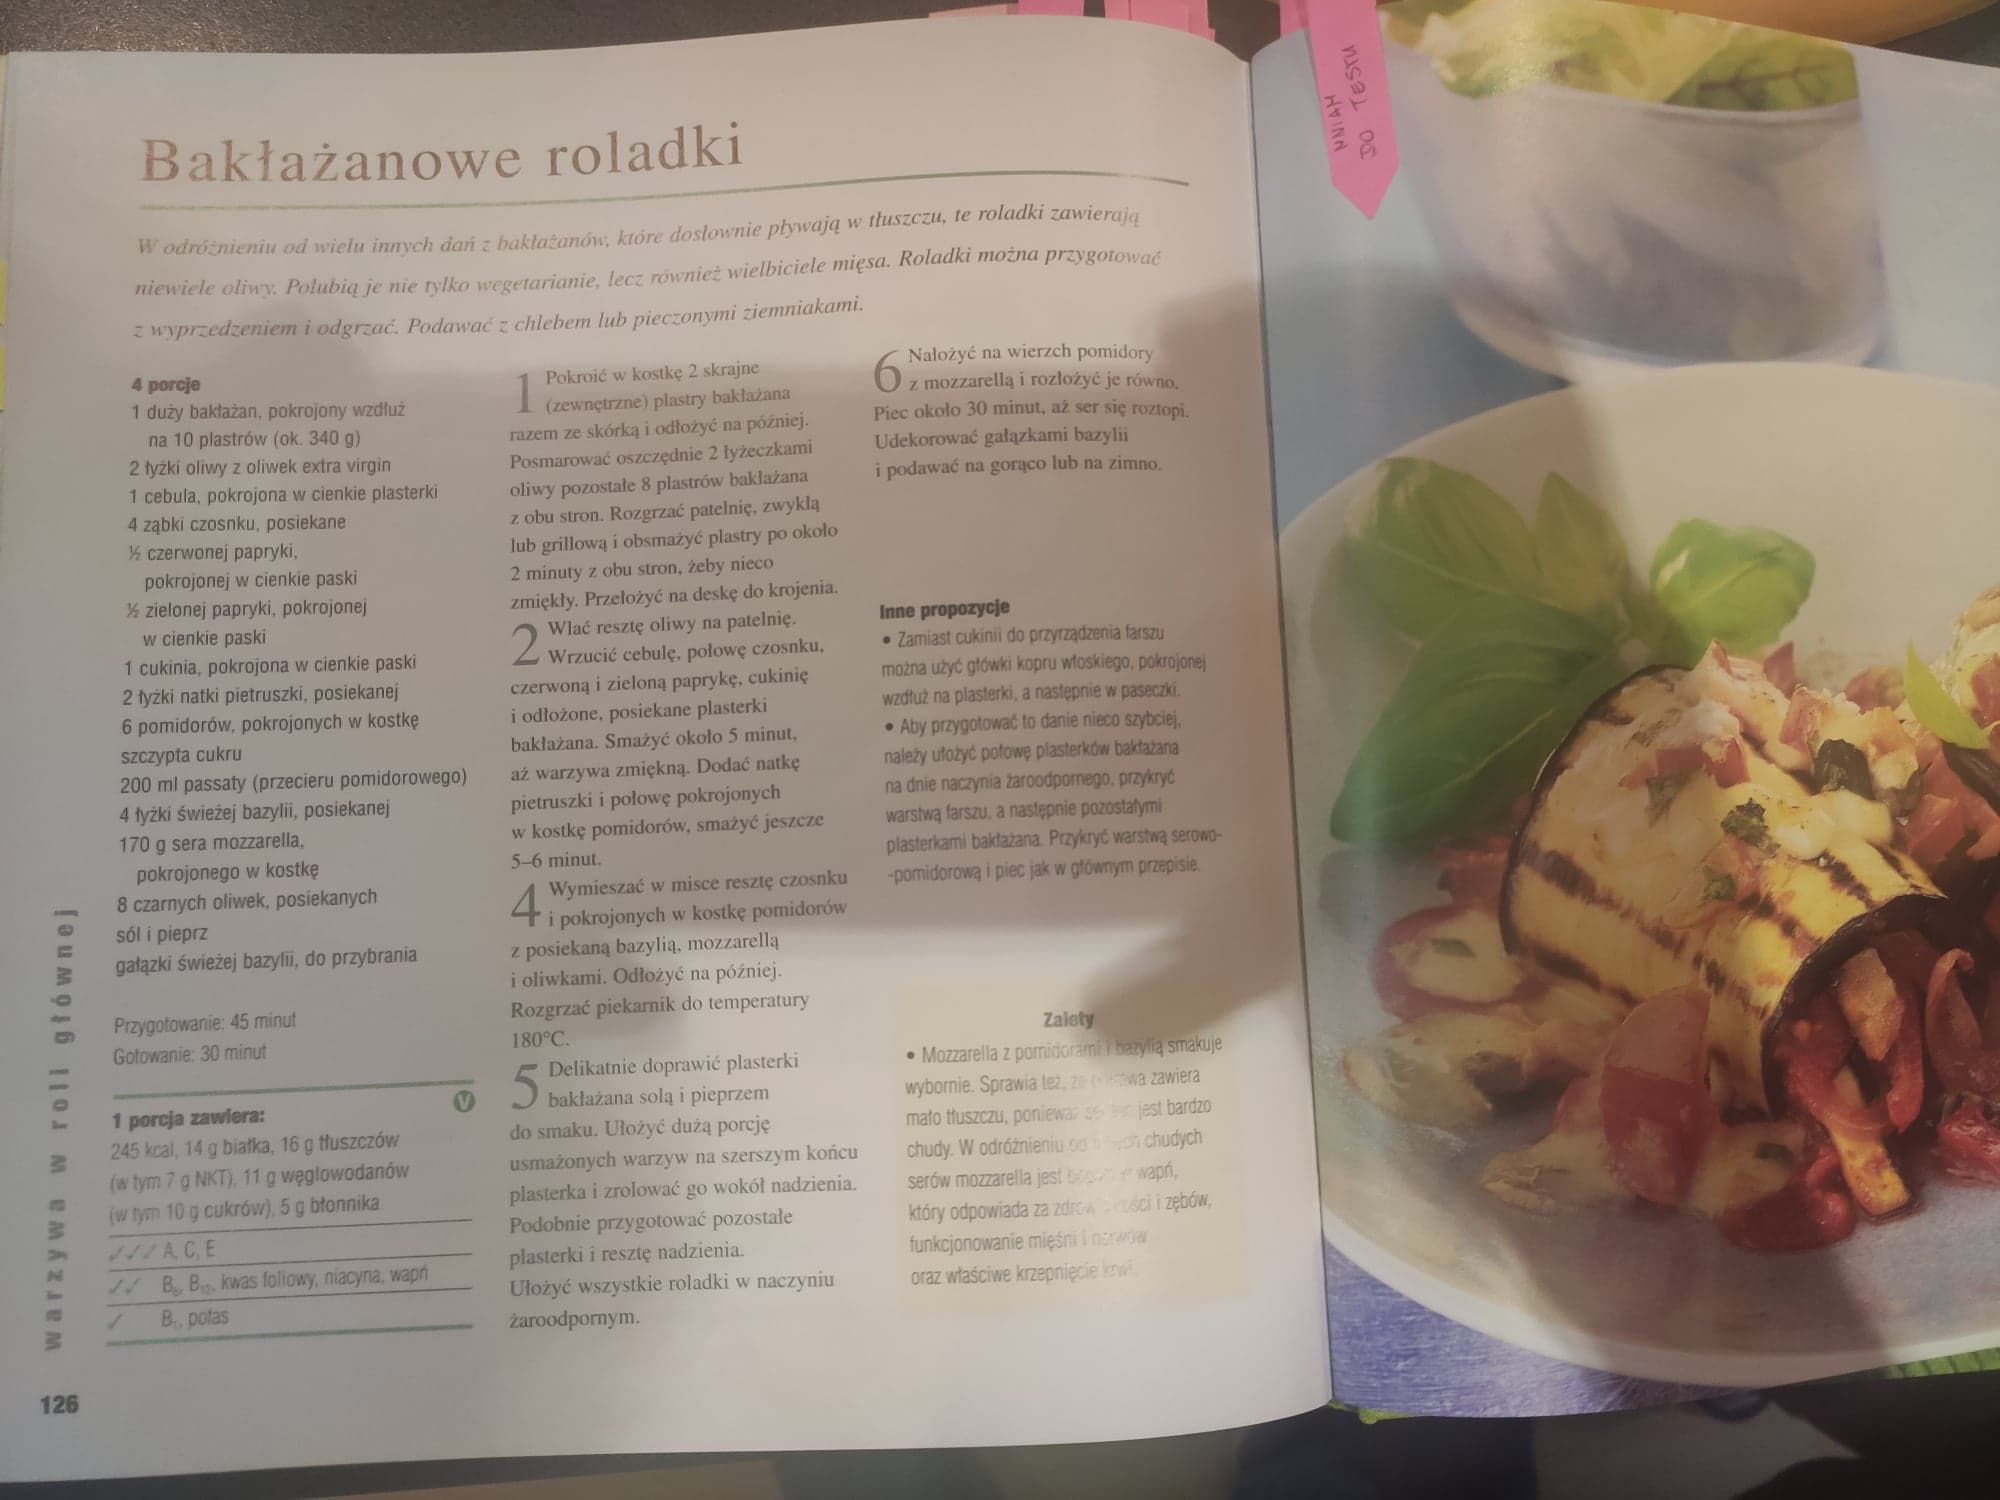 Bakłażanowe roladki
W odróżnieniu od wielu innych dań z bakłażanów, które dosłownie pływają w tłuszczu, te roladki zawierają
niewiele oliwy. Polubią je nie tylko wegetarianie, lecz również wielbiciele mięsa. Roladki można przygotować
z wyprzedzeniem i odgrzać. Podawać z chlebem lub pieczonymi ziemniakami.
4 porcje
1 duży bakłażan, pokrojony wzdłuż
na 10 plastrów (ok. 340 g)
2 łyżki oliwy z oliwek extra virgin
1 cebula, pokrojona w cienkie plasterki
4 ząbki czosnku, posiekane
½ czerwonej papryki,
pokrojonej w cienkie paski
½ zielonej papryki, pokrojonej
w cienkie paski
1 cukinia, pokrojona w cienkie paski
2 łyżki natki pietruszki, posiekanej
6 pomidorów, pokrojonych w kostkę
szczypta cukru
200 ml passaty (przecieru pomidorowego)
4 łyżki świeżej bazylii, posiekanej
170 g sera mozzarella,
pokrojonego w kostkę
8 czarnych oliwek, posiekanych
sól i pieprz
gałązki świeżej bazylii, do przybrania
Przygotowanie: 45 minut
Gotowanie: 30 minut
V
1 porcja zawiera:
245 kcal, 14 g białka, 16 g tłuszczów
(w tym 7 g NKT), 11 g węglowodanów
(w tym 10 g cukrów), 5 g błonnika
✓✓✓ A, C, E
✓✓ B₆, B₁₂, kwas foliowy, niacyna, wapń
✓ potas
1 Pokroić w kostkę 2 skrajne
(zewnętrzne) plastry bakłażana
razem ze skórką i odłożyć na później.
Posmarować oszczędnie 2 łyżeczkami
oliwy pozostałe 8 plastrów bakłażana
z obu stron. Rozgrzać patelnię, zwykłą
lub grillową i obsmażyć plastry po około
2 minuty z obu stron, żeby nieco
zmiękły. Przełożyć na deskę do krojenia.
2 Wlać resztę oliwy na patelnię.
Wrzucić cebulę, połowę czosnku,
czerwoną i zieloną paprykę, cukinię
i odłożone, posiekane plasterki
bakłażana. Smażyć około 5 minut,
aż warzywa zmiękną. Dodać natkę
pietruszki i połowę pokrojonych
w kostkę pomidorów, smażyć jeszcze
5–6 minut.
4 Wymieszać w misce resztę czosnku
i pokrojonych w kostkę pomidorów
z posiekaną bazylią, mozzarellą
i oliwkami. Odłożyć na później.
Rozgrzać piekarnik do temperatury
180°C.
5 Delikatnie doprawić plasterki
bakłażana solą i pieprzem
do smaku. Ułożyć dużą porcję
usmażonych warzyw na szerszym końcu
plasterka i zrolować go wokół nadzienia.
Podobnie przygotować pozostałe
plasterki i resztę nadzienia.
Ułożyć wszystkie roladki w naczyniu
żaroodpornym.
6 Nałożyć na wierzch pomidory
z mozzarellą i rozłożyć je równo.
Piec około 30 minut, aż ser się roztopi.
Udekorować gałązkami bazylii
i podawać na gorąco lub na zimno.
Inne propozycje
• Zamiast cukinii do przyrządzenia farszu
można użyć główki kopru włoskiego, pokrojonej
wzdłuż na plasterki, a następnie w paseczki.
• Aby przygotować to danie nieco szybciej,
należy ułożyć połowę plasterków bakłażana
na dnie naczynia żaroodpornego, przykryć
warstwą farszu, a następnie pozostałymi
plasterkami bakłażana. Przykryć warstwą serowo-
-pomidorową i piec jak w głównym przepisie.
Zalety
• Mozzarella z pomidorami i bazylią smakuje
wybornie. Sprawia też, że zawiera
mało tłuszczu, ponieważ jest bardzo
chudy. W odróżnieniu od chudych
serów mozzarella jest wapń,
który odpowiada za i zębów,
funkcjonowanie mięśni i nerwów
oraz właściwe krzepnięcie krwi.
warzywa w roli głównej
126
MNIAM
DO TESTU